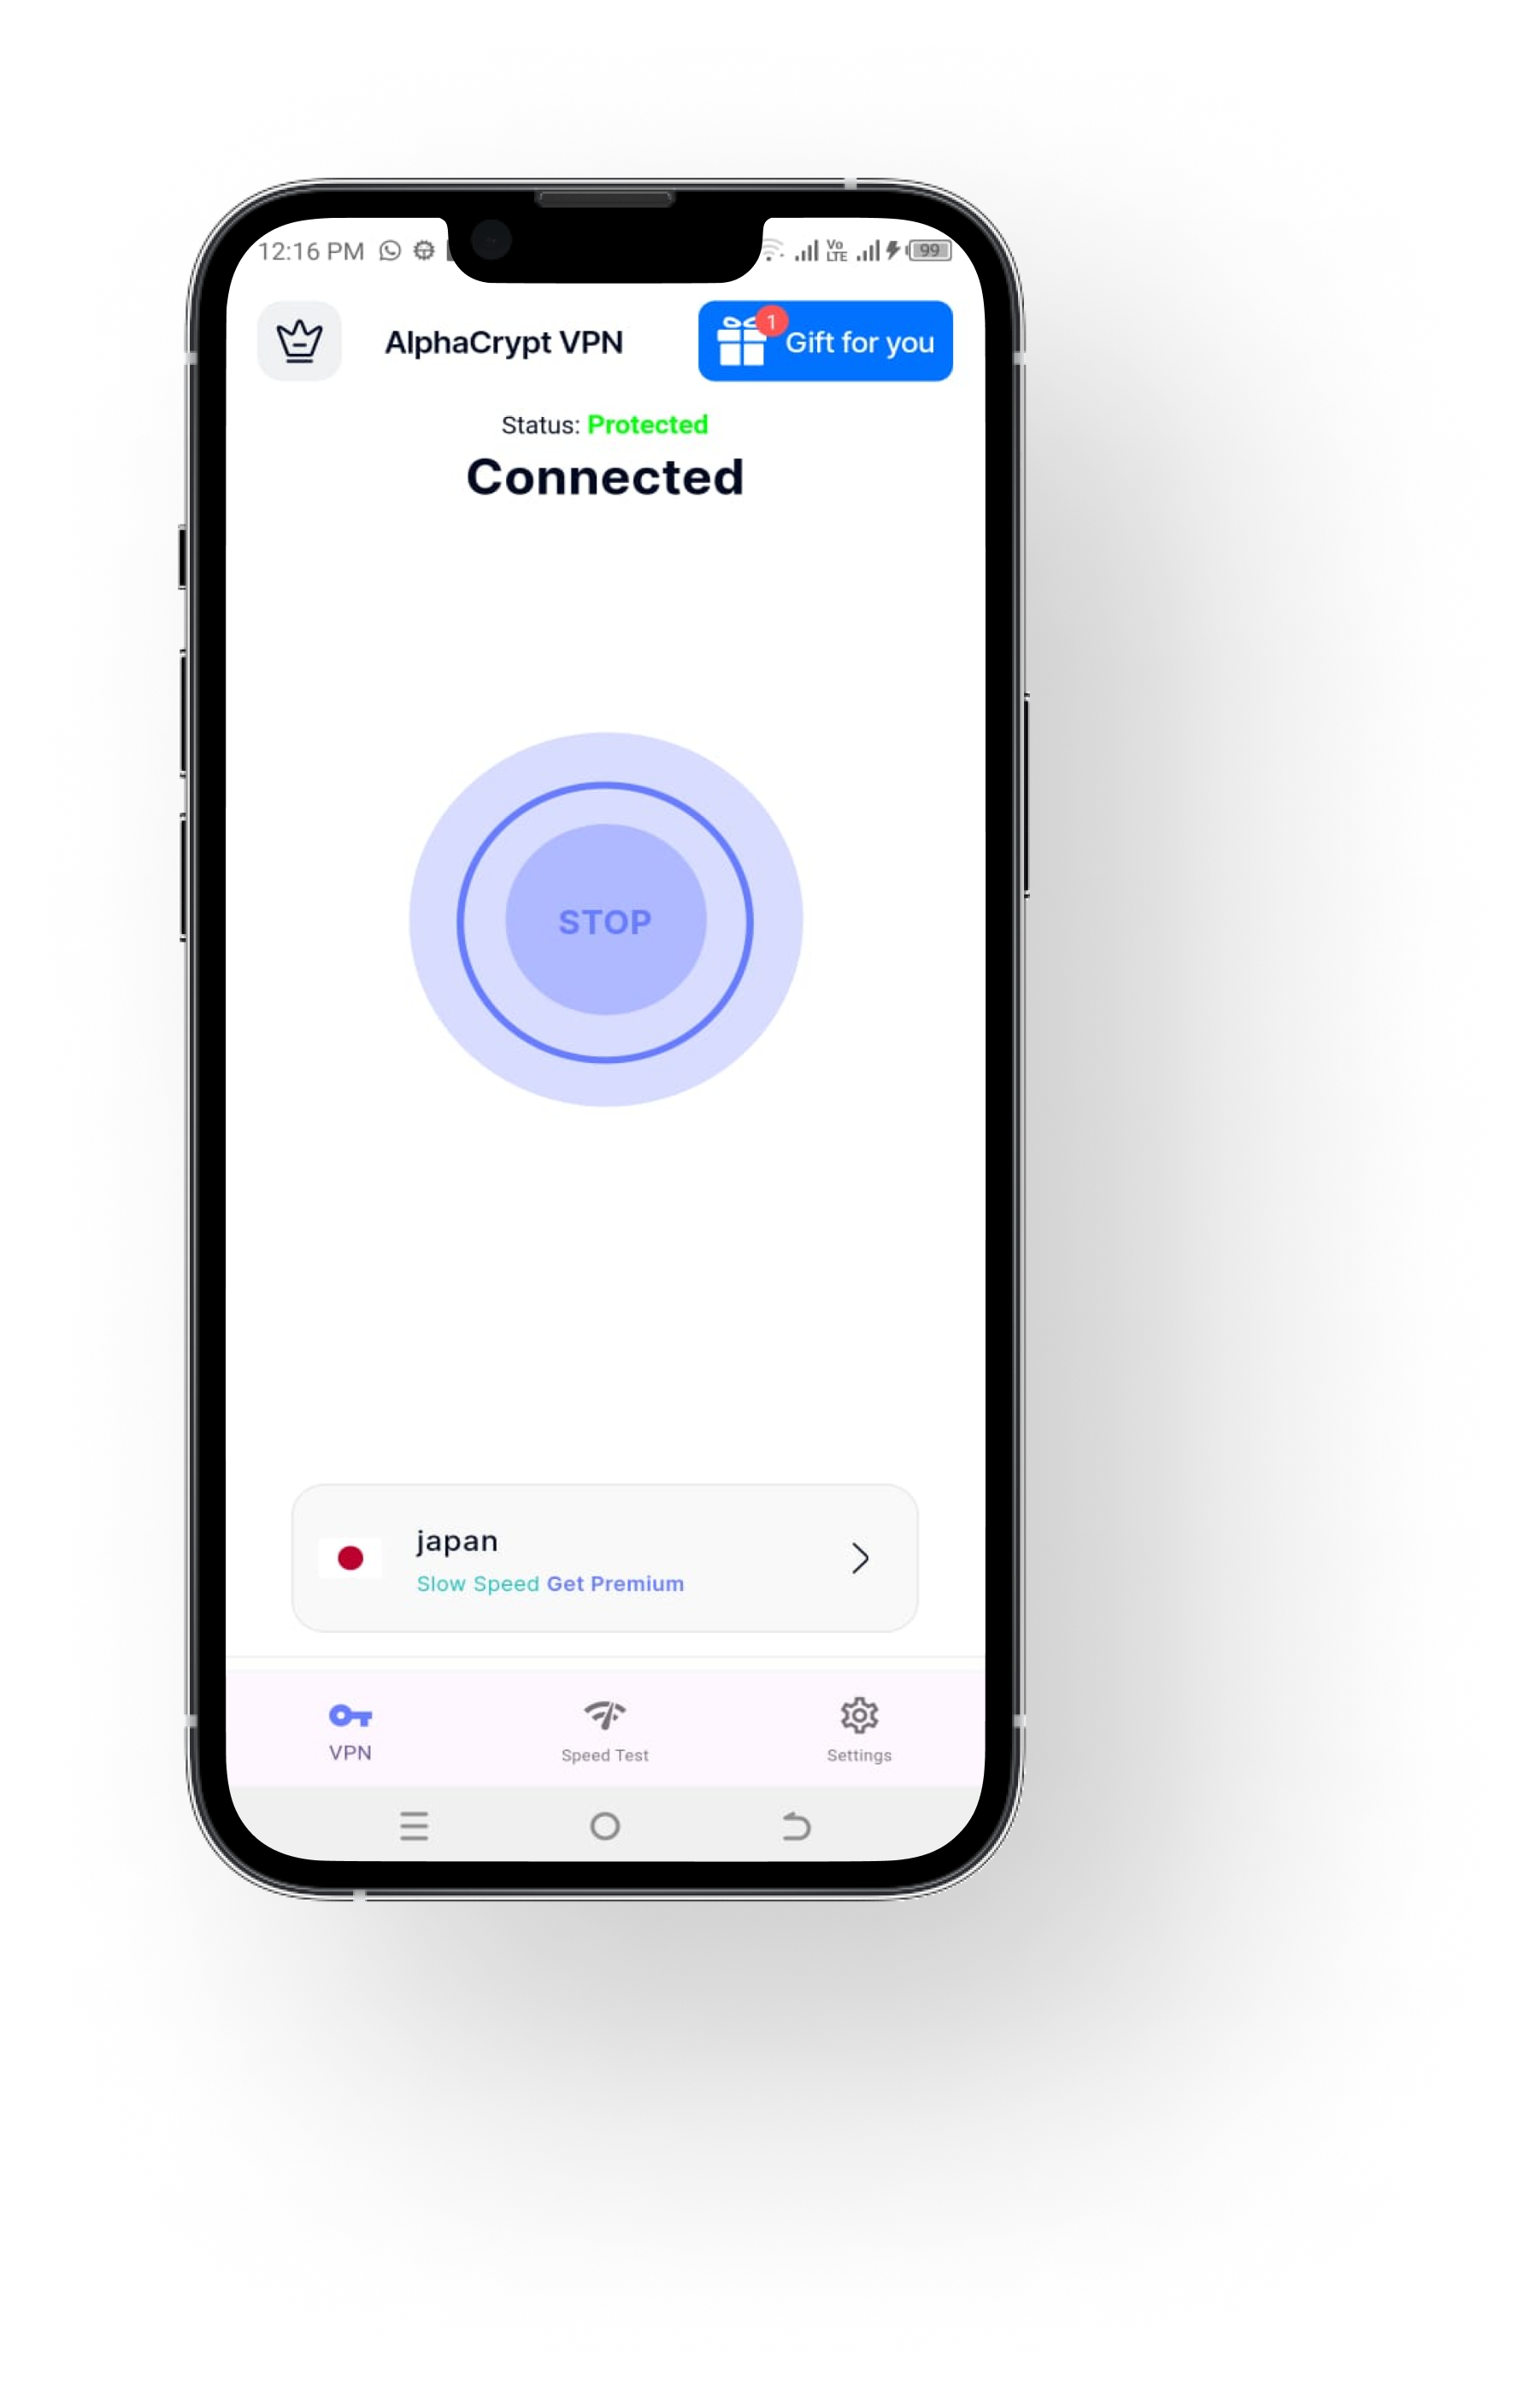 12:16 PM
Vo LTE
99
AlphaCrypt VPN
1
Gift for you
Status: Protected
Connected
STOP
japan
Slow Speed Get Premium
VPN
Speed Test
Settings